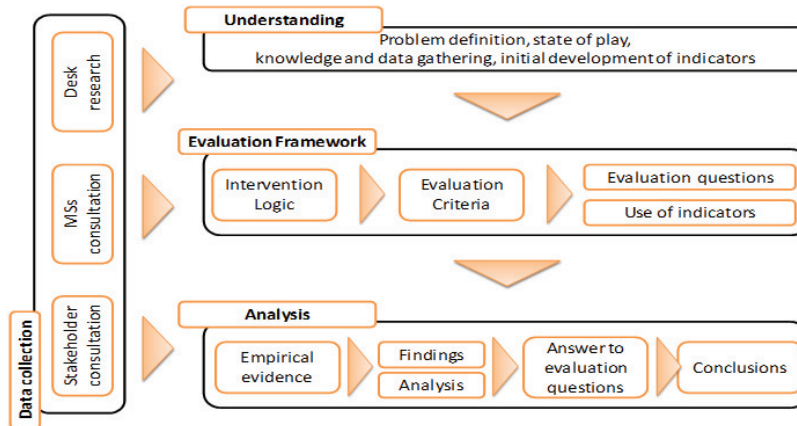 Data collection
Desk
research
MSs
consultation
Stakeholder
consultation
Understanding
Problem definition, state of play,
knowledge and data gathering, initial development of indicators
Evaluation Framework
Intervention
Logic
Evaluation
Criteria
Evaluation questions
Use of indicators
Analysis
Empirical
evidence
Findings
Analysis
Answer to
evaluation
questions
Conclusions